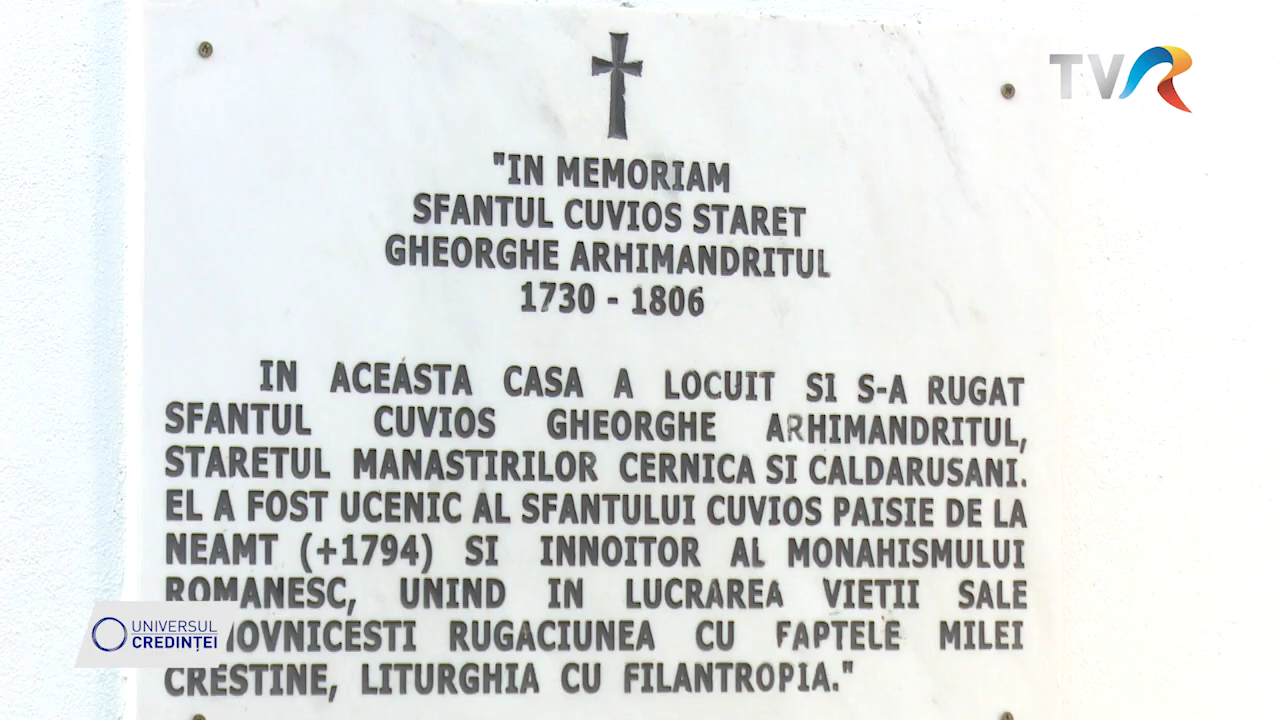 TVR
"IN MEMORIAM
SFANTUL CUVIOS STARET
GHEORGHE ARHIMANDRITUL
1730 - 1806
IN ACEASTA CASA A LOCUIT SI S-A RUGAT
SFANTUL CUVIOS GHEORGHE ARHIMANDRITUL,
STARETUL MANASTIRILOR CERNICA SI CALDARUSANI.
EL A FOST UCENIC AL SFANTULUI CUVIOS PAISIE DE LA
NEAMT (+1794) SI INNOITOR AL MONAHISMULUI
ROMANESC, UNIND IN LUCRAREA VIETII SALE
RUGACIUNEA CU FAPTELE MILEI
CRESTINE, LITURGHIA CU FILANTROPIA."
UNIVERSUL
CREDINȚEI